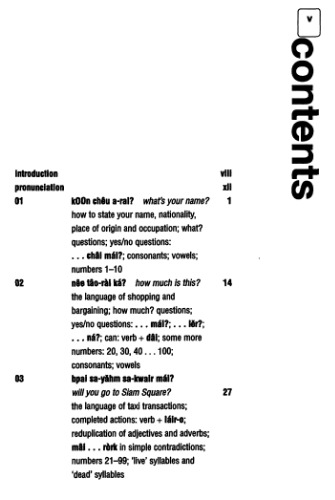 v
contents
introduction viii
pronunciation xii
01 kOOn chêu a-rai? what's your name? 1
how to state your name, nationality,
place of origin and occupation; what?
questions; yes/no questions:
. . . châi mái?; consonants; vowels;
numbers 1–10
02 nêe tâo-rài ká? how much is this? 14
the language of shopping and
bargaining; how much? questions;
yes/no questions: . . . mái?; . . . lěr?;
. . . ná?; can: verb + dâi; some more
numbers: 20, 30, 40 . . . 100;
consonants; vowels
03 bpai sa-yăhm sa-kwair mái?
will you go to Siam Square? 27
the language of taxi transactions;
completed actions: verb + láir-o;
reduplication of adjectives and adverbs;
mâi . . . ròrk in simple contradictions;
numbers 21–99; 'live' syllables and
'dead' syllables